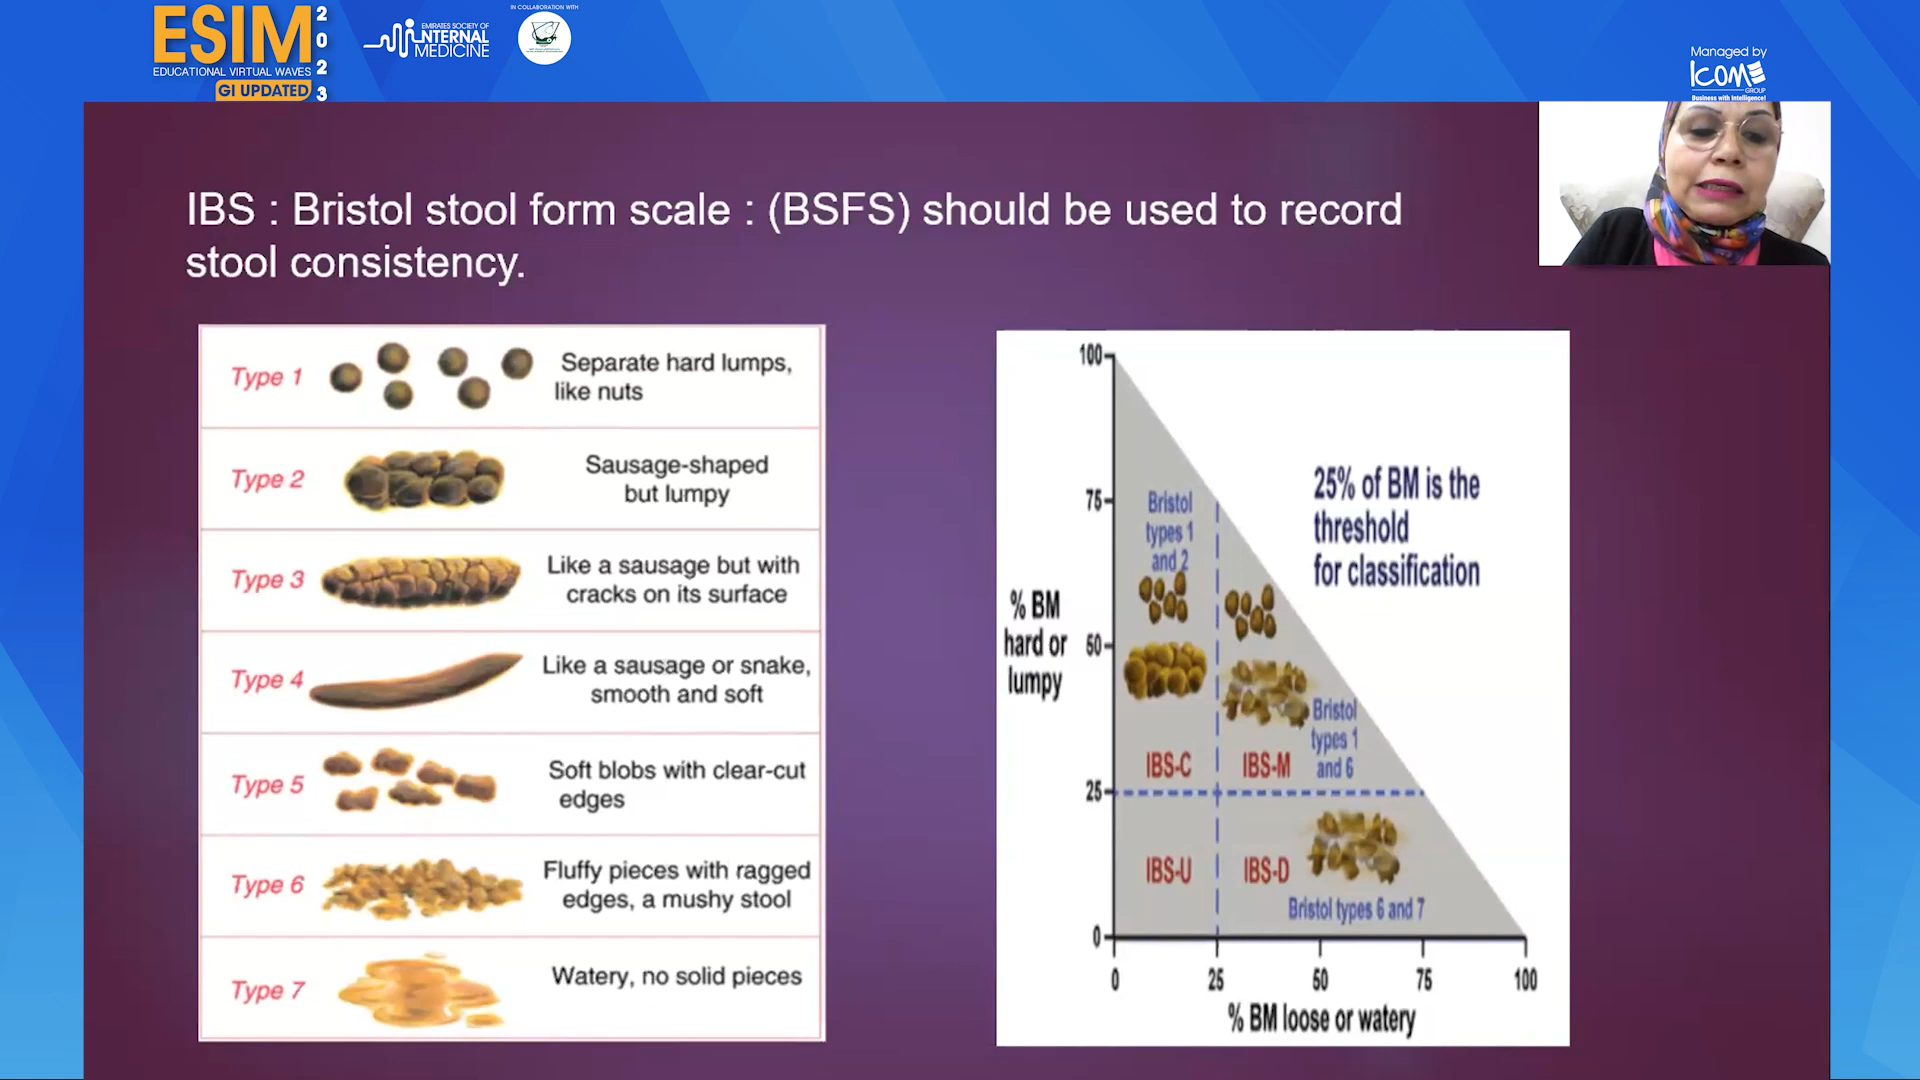 ESIM 2023
EDUCATIONAL VIRTUAL WAVES
GI UPDATED
EMIRATES SOCIETY OF
INTERNAL
MEDICINE
IN COLLABORATION WITH
Managed by
ICOME
GROUP
Business with Intelligence!
IBS : Bristol stool form scale : (BSFS) should be used to record
stool consistency.
Type 1
Separate hard lumps,
like nuts
Type 2
Sausage-shaped
but lumpy
Type 3
Like a sausage but with
cracks on its surface
Type 4
Like a sausage or snake,
smooth and soft
Type 5
Soft blobs with clear-cut
edges
Type 6
Fluffy pieces with ragged
edges, a mushy stool
Type 7
Watery, no solid pieces
100
75
50
25
0
% BM
hard or
lumpy
Bristol
types 1
and 2
25% of BM is the
threshold
for classification
Bristol
types 1
and 6
IBS-C
IBS-M
IBS-U
IBS-D
Bristol types 6 and 7
0 25 50 75 100
% BM loose or watery